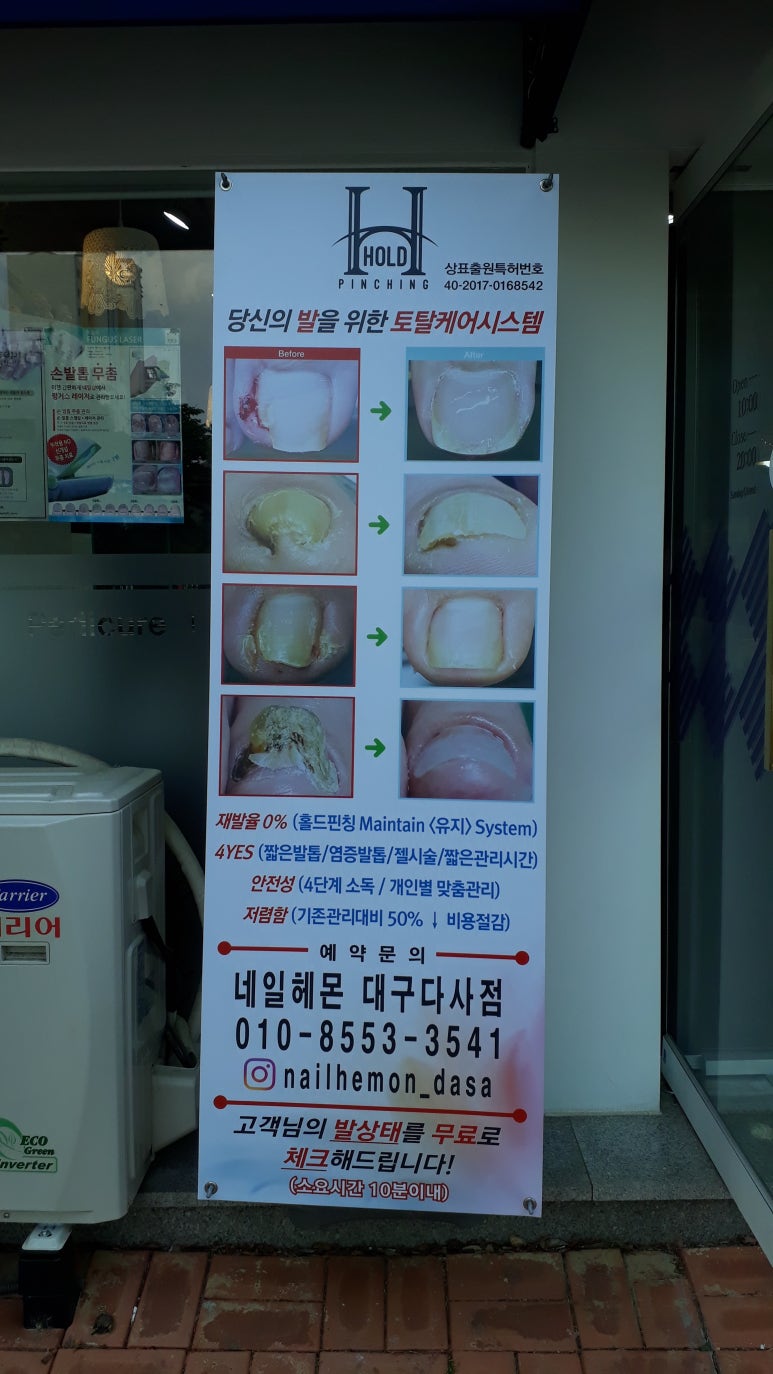 H
HOLD
PINCHING
상표출원특허번호
40-2017-0168542
당신의 발을 위한 토탈케어시스템
Before
After
재발율 0% (홀드핀칭 Maintain <유지> System)
4YES (짧은발톱/염증발톱/젤시술/짧은관리시간)
안전성 (4단계 소독 / 개인별 맞춤관리)
저렴함 (기존관리대비 50% ↓ 비용절감)
예약문의
네일헤몬 대구다사점
010-8553-3541
nailhemon_dasa
고객님의 발상태를 무료로
체크해드립니다!
(소요시간 10분이내)
FUNGUS LASER
손발톱 무좀
Pedicure
Carrier
리어
ECO
Green
Inverter
Open
10:00
Close
20:00